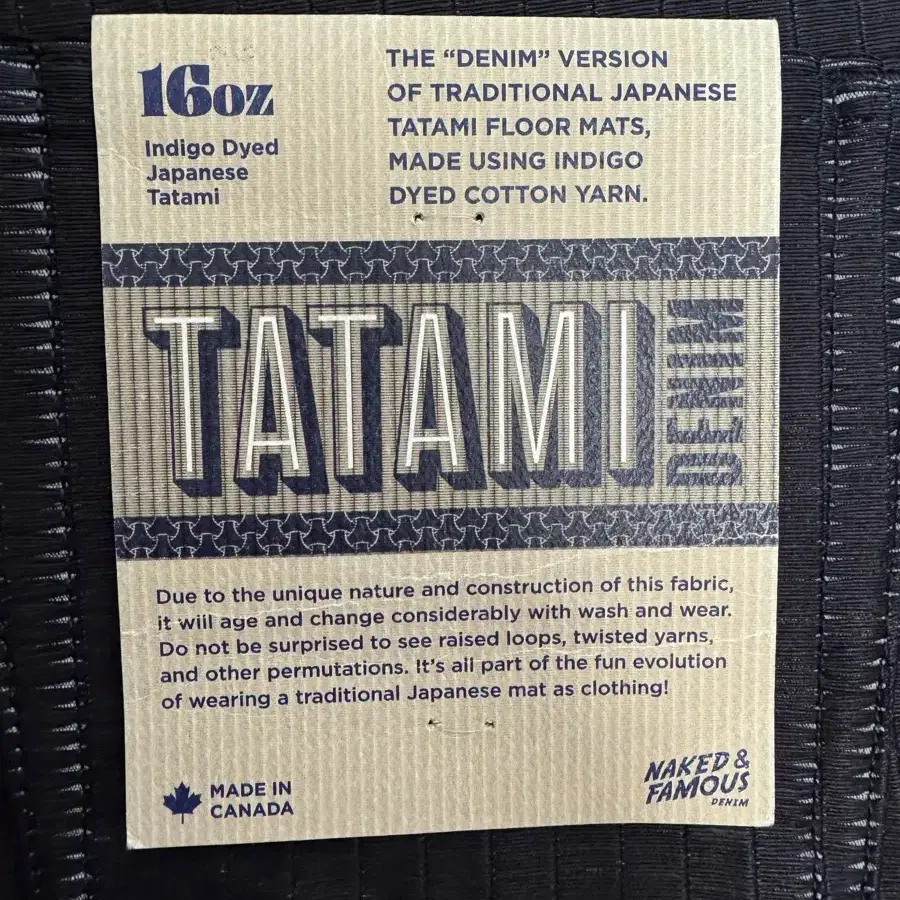 16oz
Indigo Dyed
Japanese
Tatami
THE “DENIM” VERSION
OF TRADITIONAL JAPANESE
TATAMI FLOOR MATS,
MADE USING INDIGO
DYED COTTON YARN.
TATAMI
DENIM
Due to the unique nature and construction of this fabric,
it will age and change considerably with wash and wear.
Do not be surprised to see raised loops, twisted yarns,
and other permutations. It’s all part of the fun evolution
of wearing a traditional Japanese mat as clothing!
MADE IN
CANADA
NAKED &
FAMOUS
DENIM